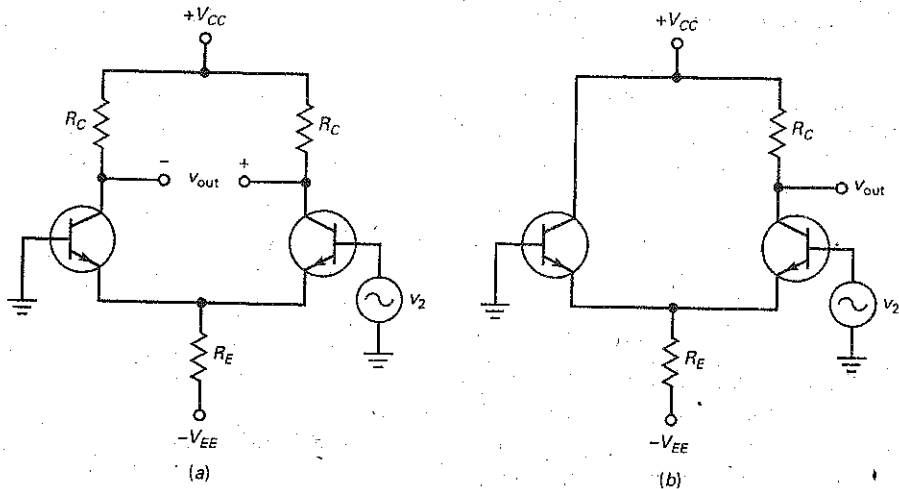 +V_CC
R_C
R_C
− v_out +
v_2
R_E
−V_EE
(a)
+V_CC
R_C
v_out
v_2
R_E
−V_EE
(b)